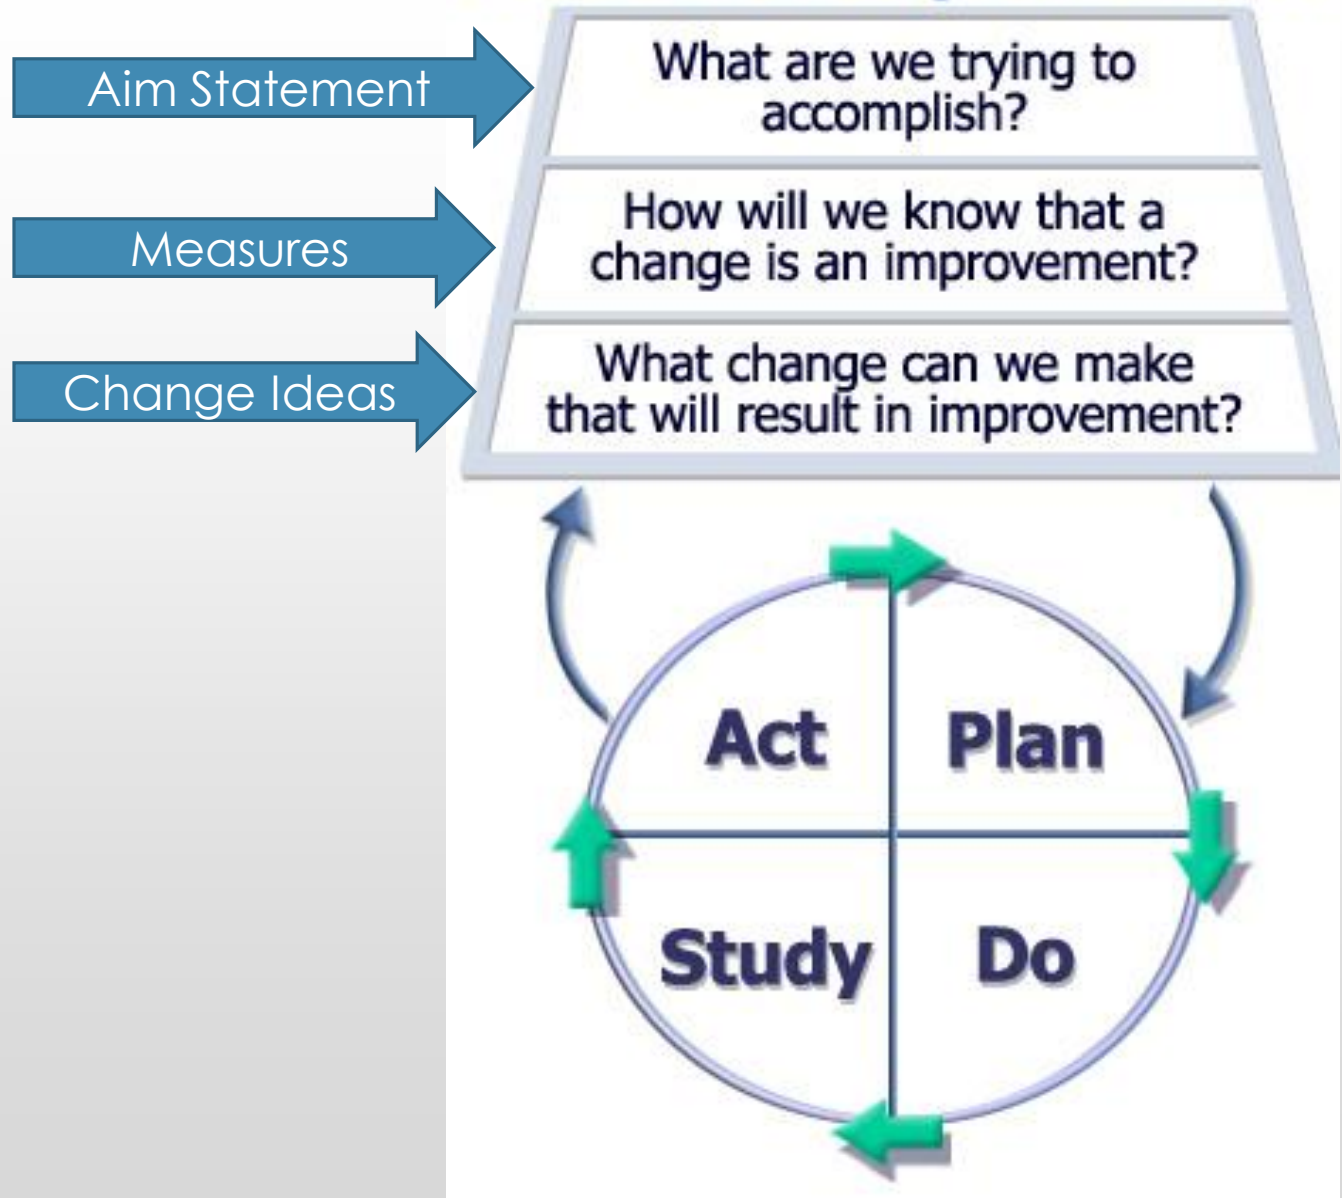 Aim Statement
What are we trying to
accomplish?
Measures
How will we know that a
change is an improvement?
Change Ideas
What change can we make
that will result in improvement?
Act
Plan
Study
Do